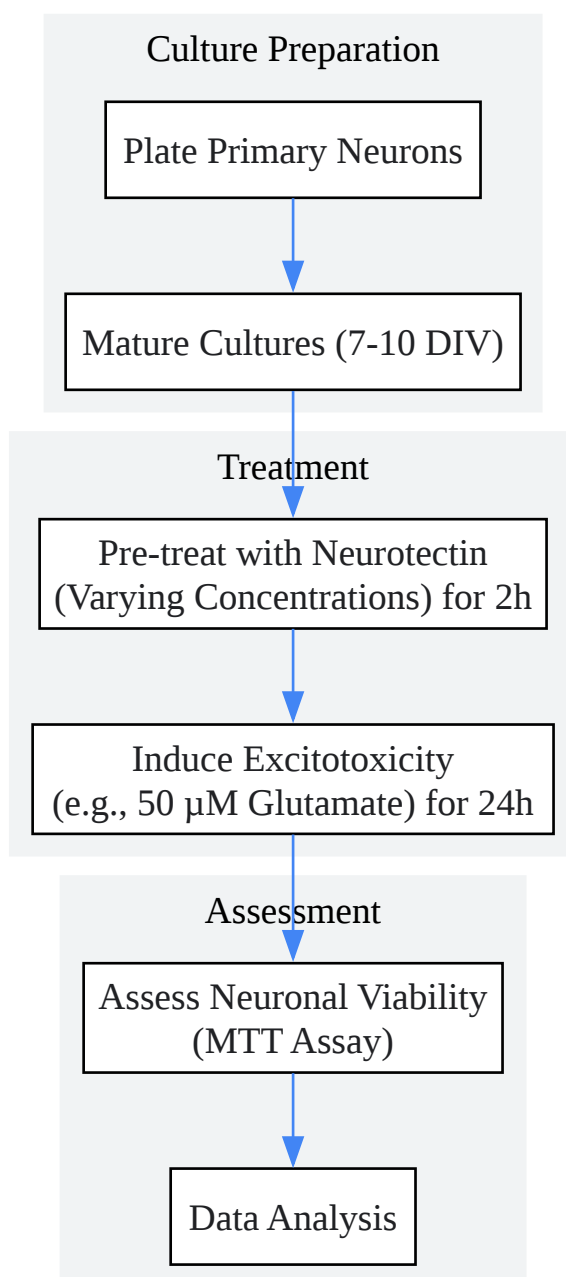 Culture Preparation
Plate Primary Neurons
Mature Cultures (7-10 DIV)
Treatment
Pre-treat with Neurotectin
(Varying Concentrations) for 2h
Induce Excitotoxicity
(e.g., 50 µM Glutamate) for 24h
Assessment
Assess Neuronal Viability
(MTT Assay)
Data Analysis